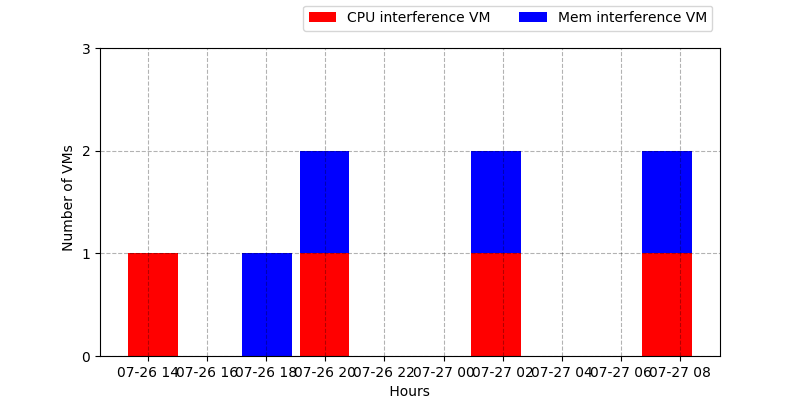 CPU interference VM Mem interference VM
3
2
1
0
Number of VMs
07-26 14 07-26 16 07-26 18 07-26 20 07-26 22 07-27 00 07-27 02 07-27 04 07-27 06 07-27 08
Hours